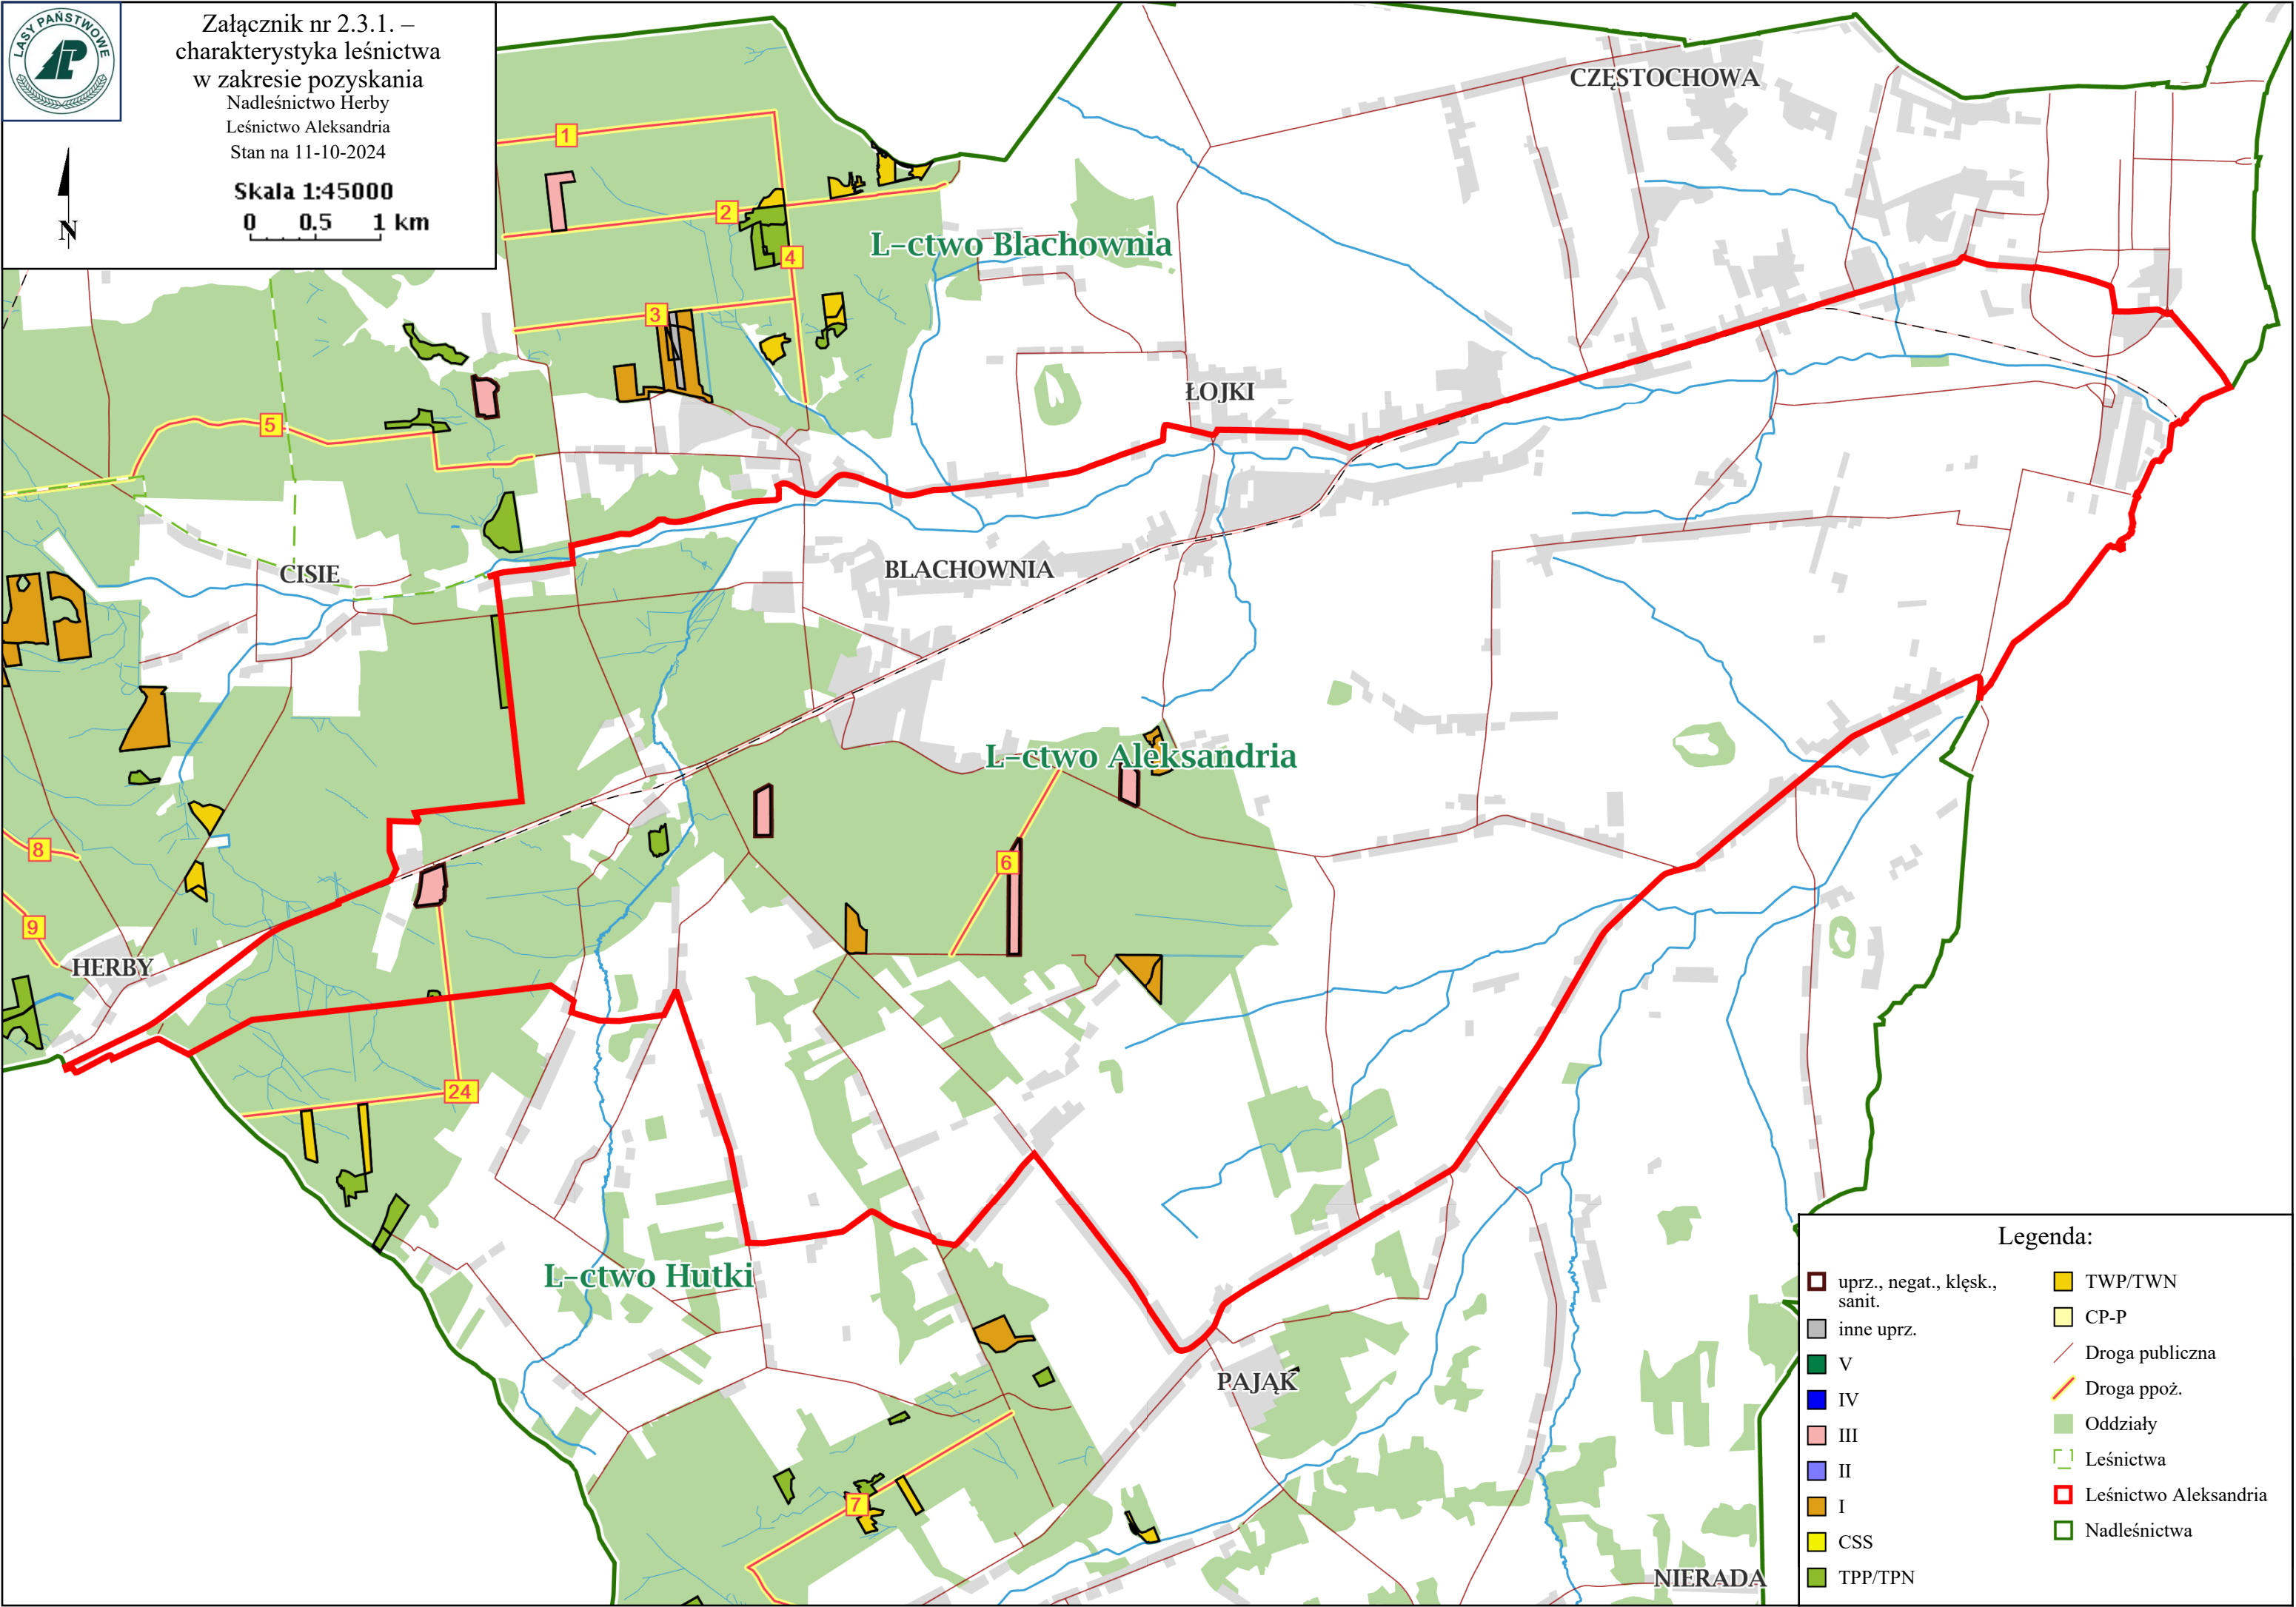 LASY PAŃSTWOWE
Załącznik nr 2.3.1. –
charakterystyka leśnictwa
w zakresie pozyskania
Nadleśnictwo Herby
Leśnictwo Aleksandria
Stan na 11-10-2024
Skala 1:45000
0 0.5 1 km
N
CZĘSTOCHOWA
1
2
L-ctwo Blachownia
4
3
ŁOJKI
5
BLACHOWNIA
CISIE
L-ctwo Aleksandria
8
6
9
HERBY
24
L-ctwo Hutki
PAJĄK
7
NIERADA
Legenda:
uprz., negat., klęsk.,
sanit.
inne uprz.
V
IV
III
II
I
CSS
TPP/TPN
TWP/TWN
CP-P
Droga publiczna
Droga ppoż.
Oddziały
Leśnictwa
Leśnictwo Aleksandria
Nadleśnictwa